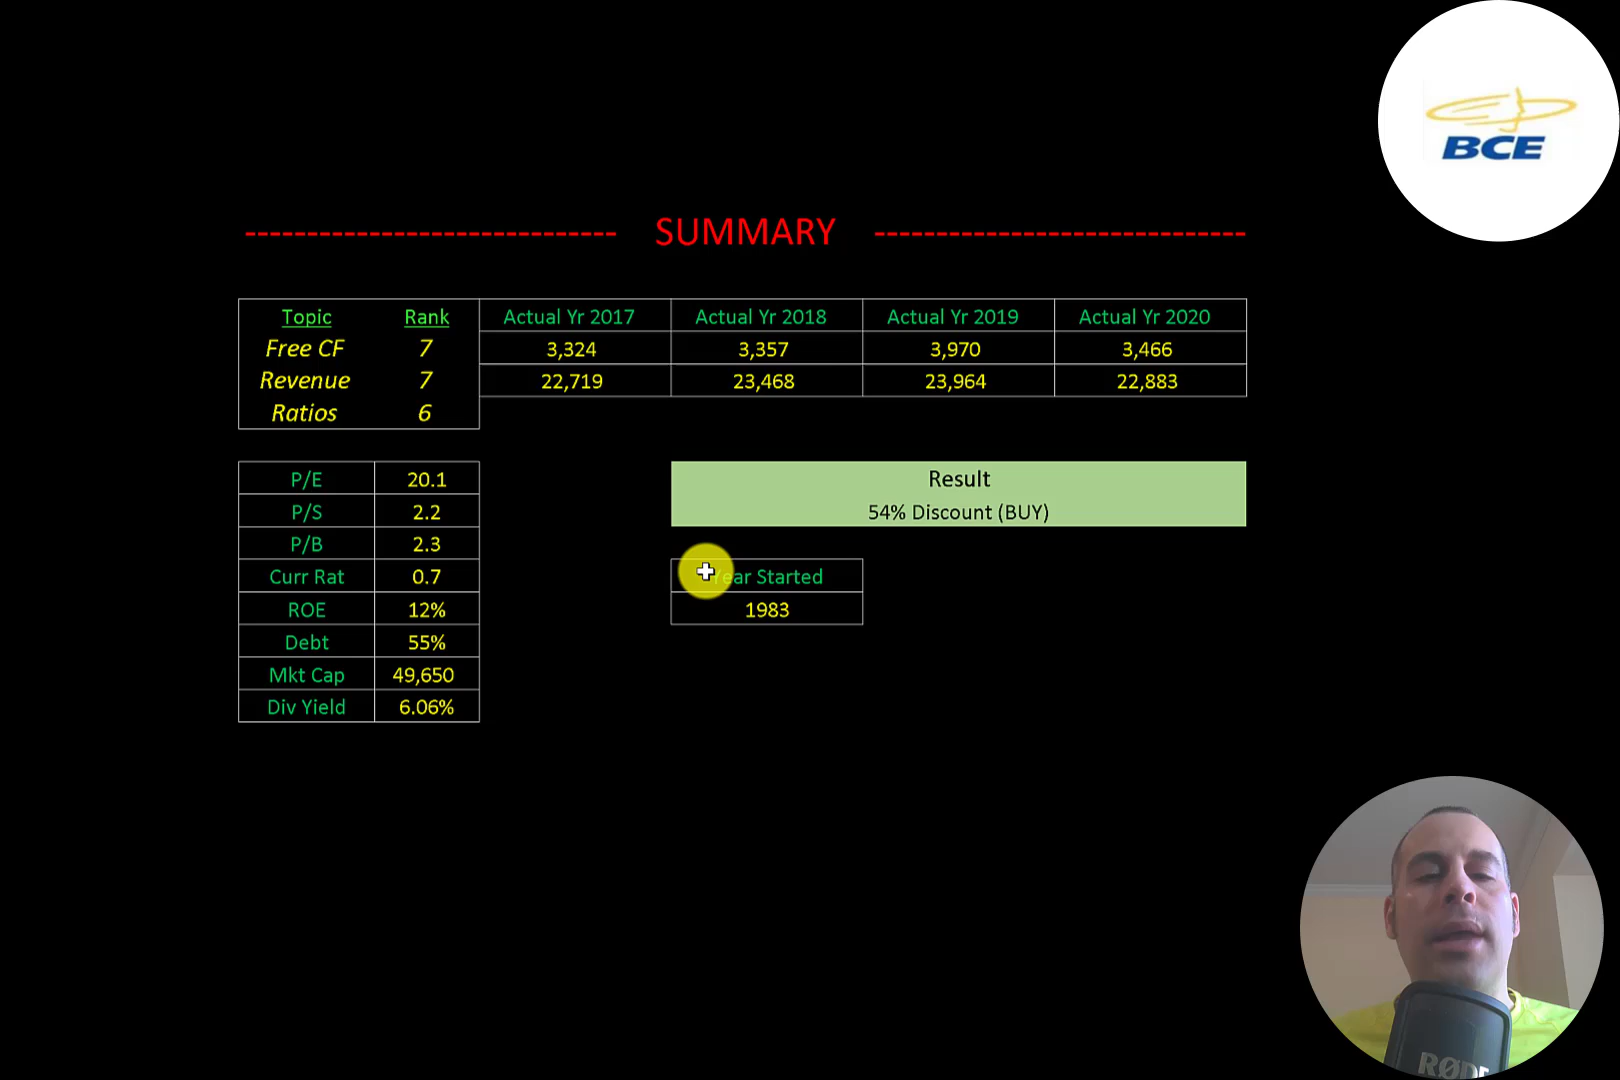 BCE
------------------------------ SUMMARY ------------------------------
Topic Rank Actual Yr 2017 Actual Yr 2018 Actual Yr 2019 Actual Yr 2020
Free CF 7 3,324 3,357 3,970 3,466
Revenue 7 22,719 23,468 23,964 22,883
Ratios 6
P/E 20.1
P/S 2.2
P/B 2.3
Curr Rat 0.7
ROE 12%
Debt 55%
Mkt Cap 49,650
Div Yield 6.06%
Result
54% Discount (BUY)
Year Started
1983
RØDE